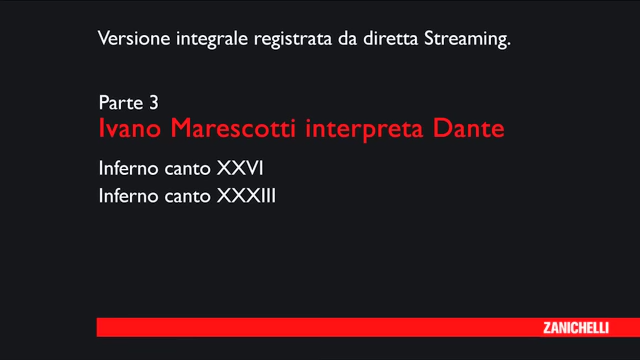 Versione integrale registrata da diretta Streaming.
Parte 3
Ivano Marescotti interpreta Dante
Inferno canto XXVI
Inferno canto XXXIII
ZANICHELLI